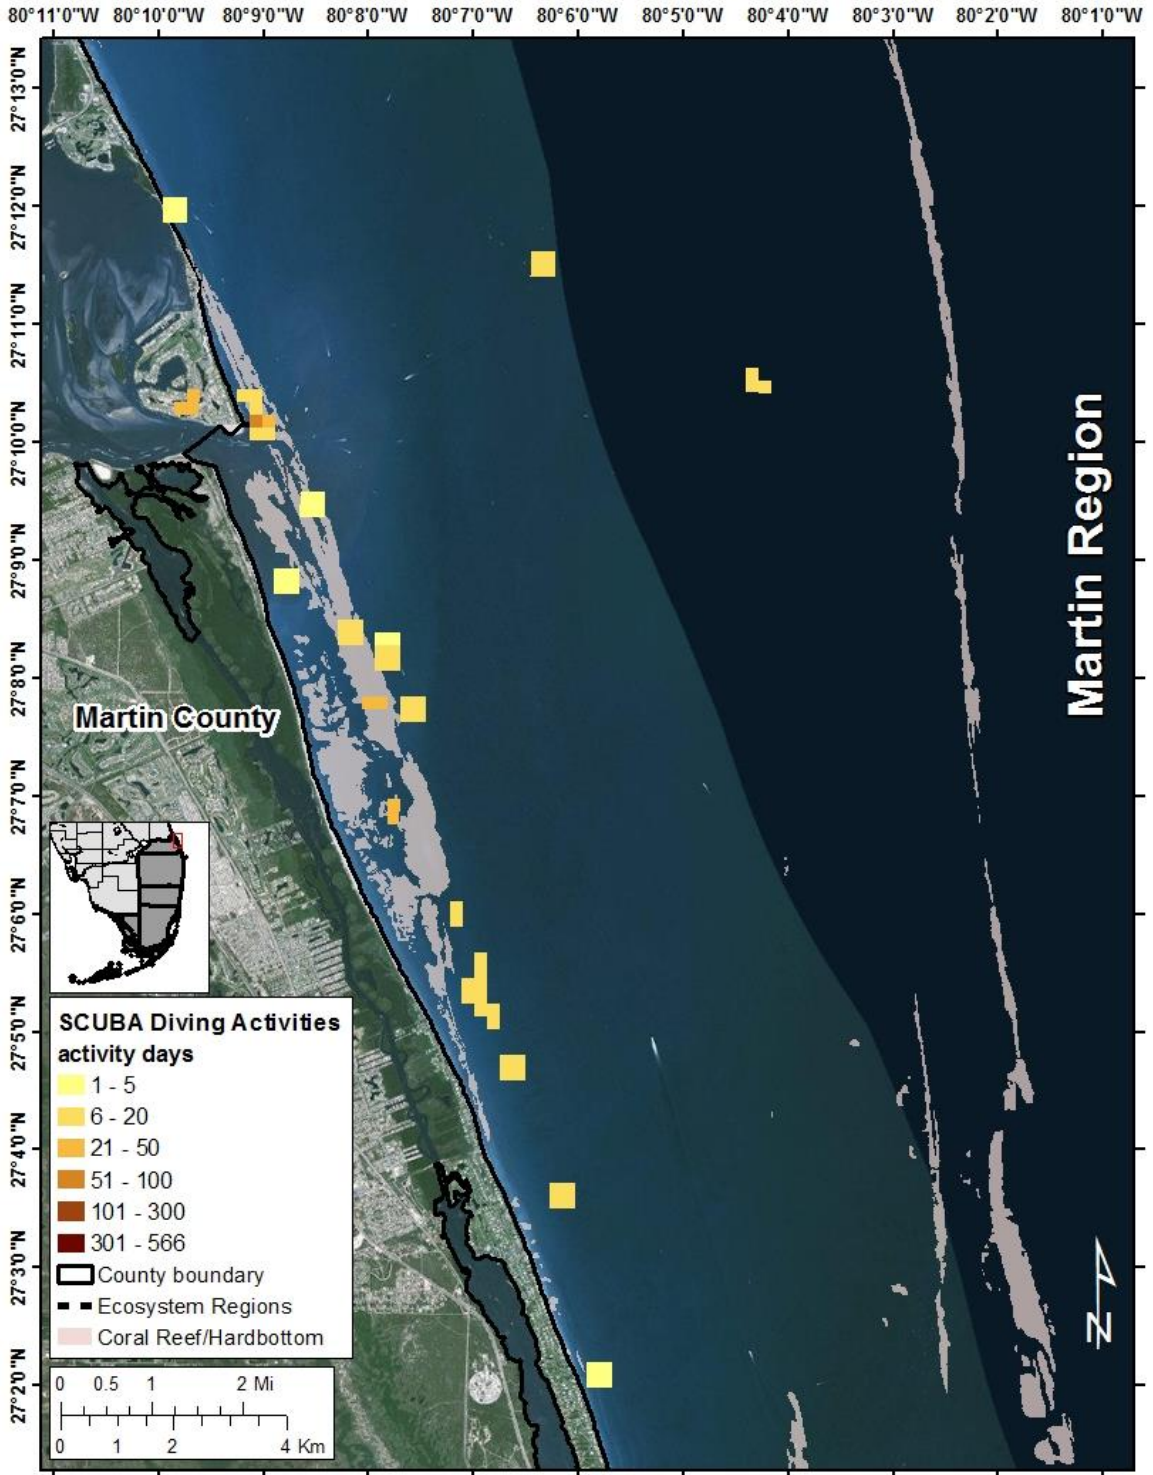 80°11'0"W 80°10'0"W 80°9'0"W 80°8'0"W 80°7'0"W 80°6'0"W 80°5'0"W 80°4'0"W 80°3'0"W 80°2'0"W 80°1'0"W
27°13'0"N
27°12'0"N
27°11'0"N
27°10'0"N
27°9'0"N
27°8'0"N
27°7'0"N
27°6'0"N
27°5'0"N
27°4'0"N
27°3'0"N
27°2'0"N
Martin Region
Martin County
SCUBA Diving Activities
activity days
1 - 5
6 - 20
21 - 50
51 - 100
101 - 300
301 - 566
County boundary
Ecosystem Regions
Coral Reef/Hardbottom
0 0.5 1 2 Mi
0 1 2 4 Km
N